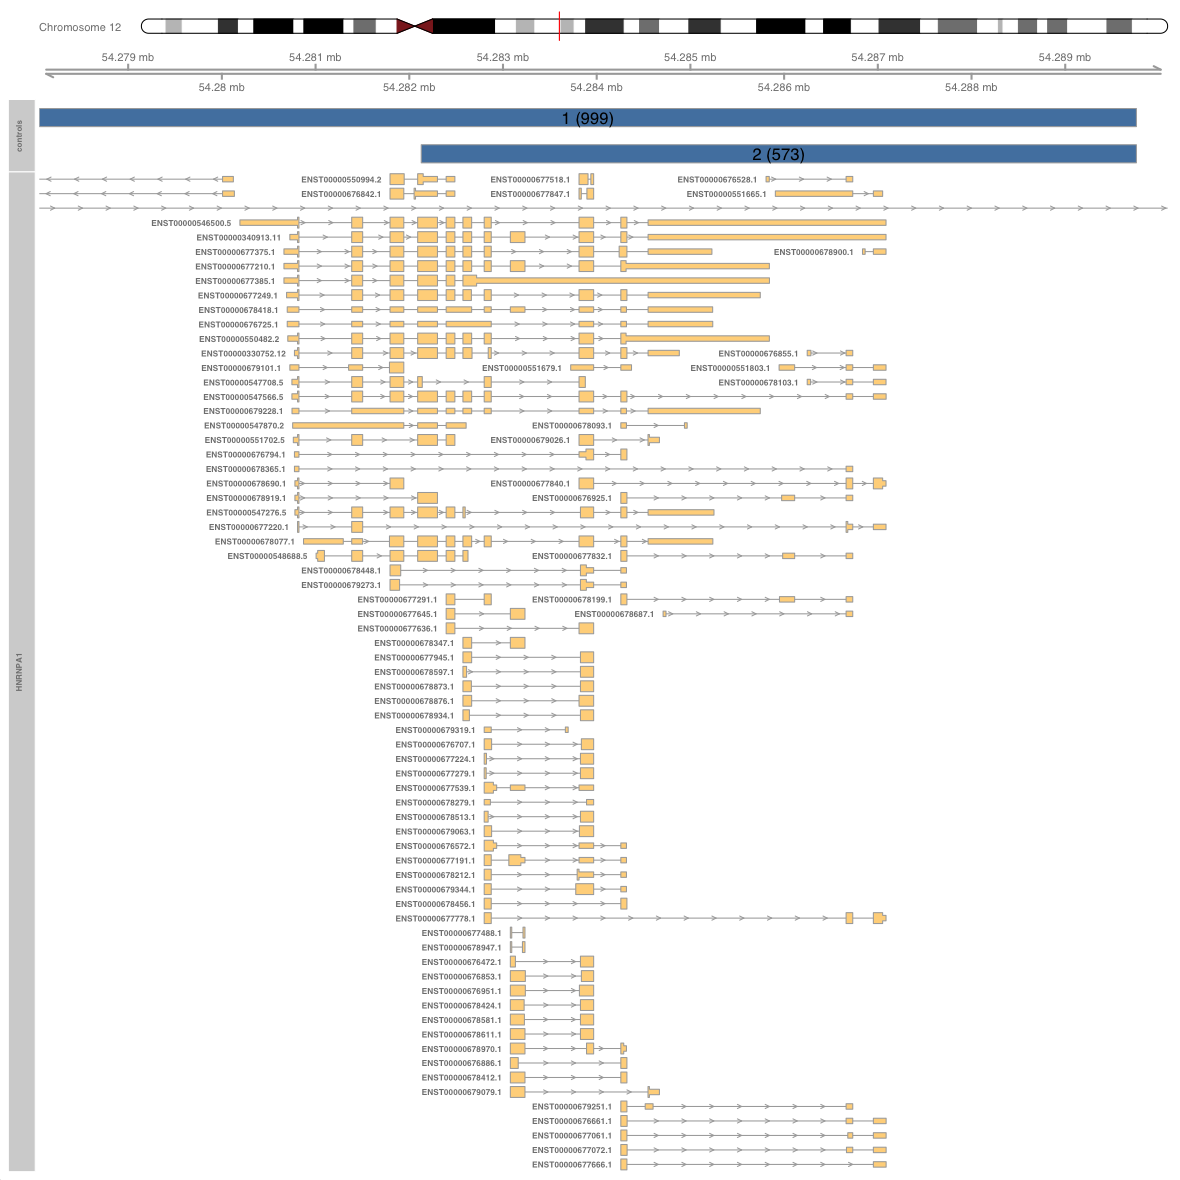 Chromosome 12
54.279 mb 54.281 mb 54.283 mb 54.285 mb 54.287 mb 54.289 mb
54.28 mb 54.282 mb 54.284 mb 54.286 mb 54.288 mb
controls
1 (999)
2 (573)
HNRNPA1
ENST00000550994.2 ENST00000677518.1 ENST00000676528.1
ENST00000676842.1 ENST00000677847.1 ENST00000551665.1
ENST00000546500.5
ENST00000340913.11
ENST00000677375.1 ENST00000678900.1
ENST00000677210.1
ENST00000677385.1
ENST00000677249.1
ENST00000678418.1
ENST00000676725.1
ENST00000550482.2
ENST00000330752.12 ENST00000676855.1
ENST00000679101.1 ENST00000551679.1 ENST00000551803.1
ENST00000547708.5 ENST00000678103.1
ENST00000547566.5
ENST00000679228.1
ENST00000547870.2 ENST00000678093.1
ENST00000551702.5 ENST00000679026.1
ENST00000676794.1
ENST00000678365.1
ENST00000678690.1 ENST00000677840.1
ENST00000678919.1 ENST00000676925.1
ENST00000547276.5
ENST00000677220.1
ENST00000678077.1
ENST00000548688.5 ENST00000677832.1
ENST00000678448.1
ENST00000679273.1
ENST00000677291.1 ENST00000678199.1
ENST00000677645.1 ENST00000678687.1
ENST00000677636.1
ENST00000678347.1
ENST00000677945.1
ENST00000678597.1
ENST00000678873.1
ENST00000678876.1
ENST00000678934.1
ENST00000679319.1
ENST00000676707.1
ENST00000677224.1
ENST00000677279.1
ENST00000677539.1
ENST00000678279.1
ENST00000678513.1
ENST00000679063.1
ENST00000676572.1
ENST00000677191.1
ENST00000678212.1
ENST00000679344.1
ENST00000678456.1
ENST00000677778.1
ENST00000677488.1
ENST00000678947.1
ENST00000676472.1
ENST00000676853.1
ENST00000676951.1
ENST00000678424.1
ENST00000678581.1
ENST00000678611.1
ENST00000678970.1
ENST00000676886.1
ENST00000678412.1
ENST00000679079.1
ENST00000679251.1
ENST00000676661.1
ENST00000677061.1
ENST00000677072.1
ENST00000677666.1